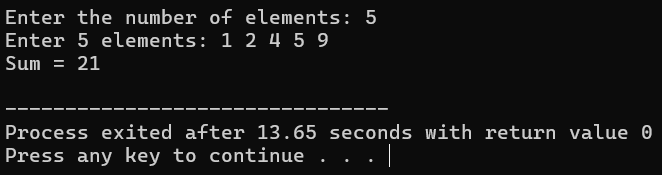 Enter the number of elements: 5
Enter 5 elements: 1 2 4 5 9
Sum = 21
--------------------------------
Process exited after 13.65 seconds with return value 0
Press any key to continue . . .